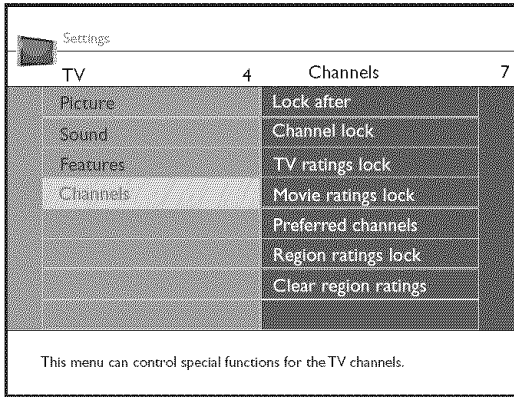 Settings
TV 4 Channels 7
Picture Lock after
Sound Channel lock
Features TV ratings lock
Channels Movie ratings lock
Preferred channels
Region ratings lock
Clear region ratings
This menu can control special functions for the TV channels.